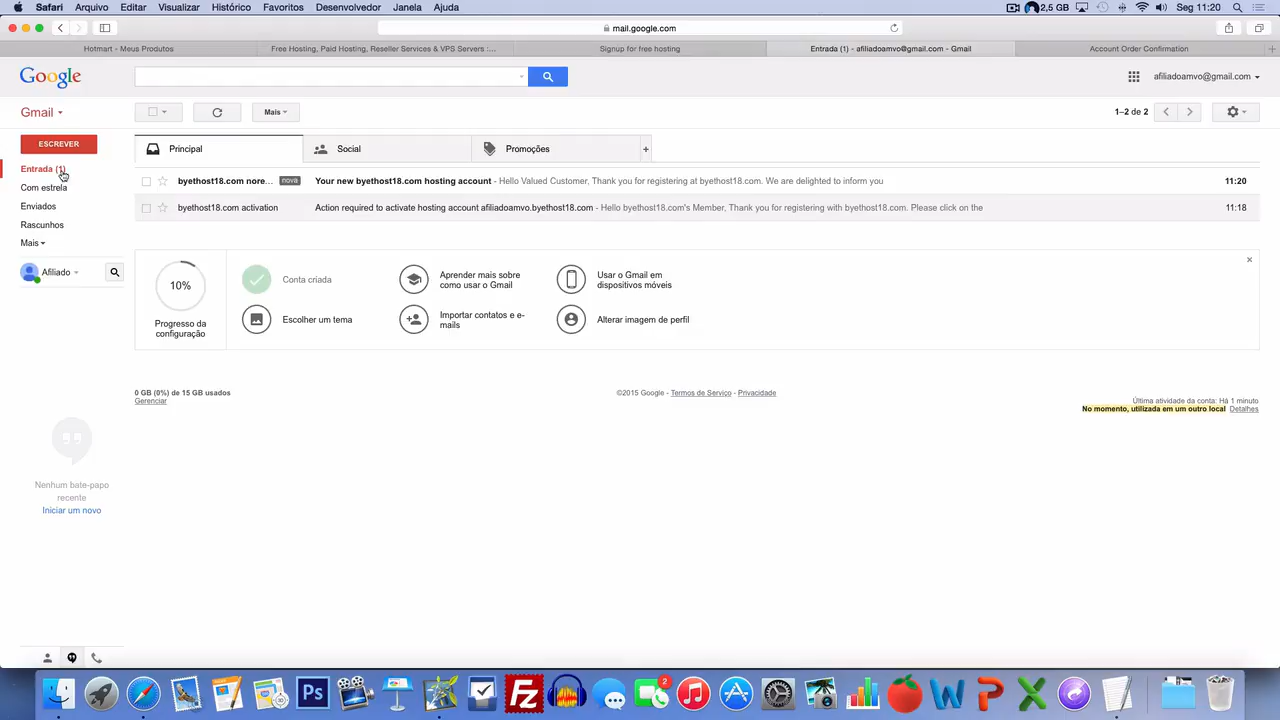 Safari Arquivo Editar Visualizar Histórico Favoritos Desenvolvedor Janela Ajuda 2,5 GB Seg 11:20
mail.google.com
Hotmart - Meus Produtos
Free Hosting, Paid Hosting, Reseller Services & VPS Servers :...
Signup for free hosting
Entrada (1) - afiliadoamvo@gmail.com - Gmail
Account Order Confirmation
Google
afiliadoamvo@gmail.com
Gmail
Mais
1–2 de 2
ESCREVER
Entrada (1)
Com estrela
Enviados
Rascunhos
Mais
Afiliado
Principal
Social
Promoções
+
byethost18.com nore... nova Your new byethost18.com hosting account - Hello Valued Customer, Thank you for registering at byethost18.com. We are delighted to inform you 11:20
byethost18.com activation Action required to activate hosting account afiliadoamvo.byethost18.com - Hello byethost18.com's Member, Thank you for registering with byethost18.com. Please click on the 11:18
10%
Progresso da
configuração
Conta criada
Aprender mais sobre
como usar o Gmail
Usar o Gmail em
dispositivos móveis
Escolher um tema
Importar contatos e e-
mails
Alterar imagem de perfil
0 GB (0%) de 15 GB usados
Gerenciar
©2015 Google - Termos de Serviço - Privacidade
Última atividade da conta: Há 1 minuto
No momento, utilizada em um outro local Detalhes
Nenhum bate-papo
recente
Iniciar um novo
Ps
Fz
2